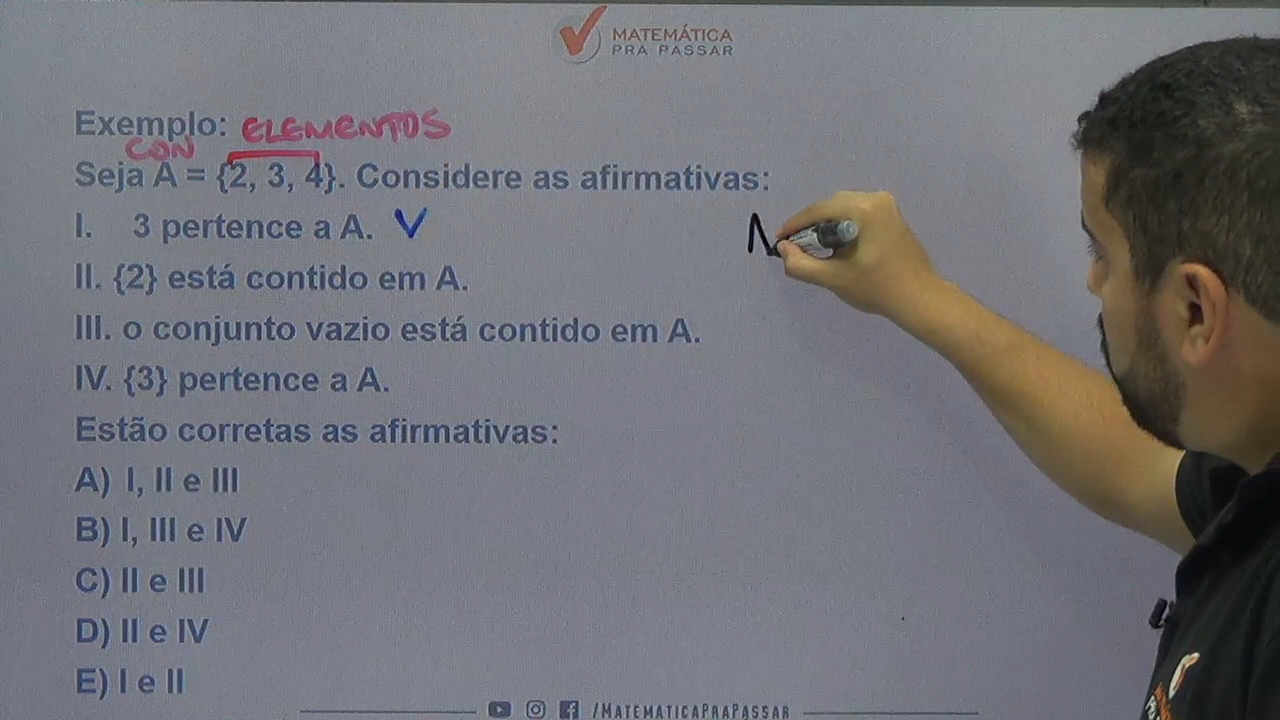 MATEMÁTICA
PRA PASSAR
Exemplo: ELEMENTOS
CON
Seja A = {2, 3, 4}. Considere as afirmativas:
I. 3 pertence a A. V
II. {2} está contido em A.
III. o conjunto vazio está contido em A.
IV. {3} pertence a A.
Estão corretas as afirmativas:
A) I, II e III
B) I, III e IV
C) II e III
D) II e IV
E) I e II
/MATEMATICAPRAPASSAR